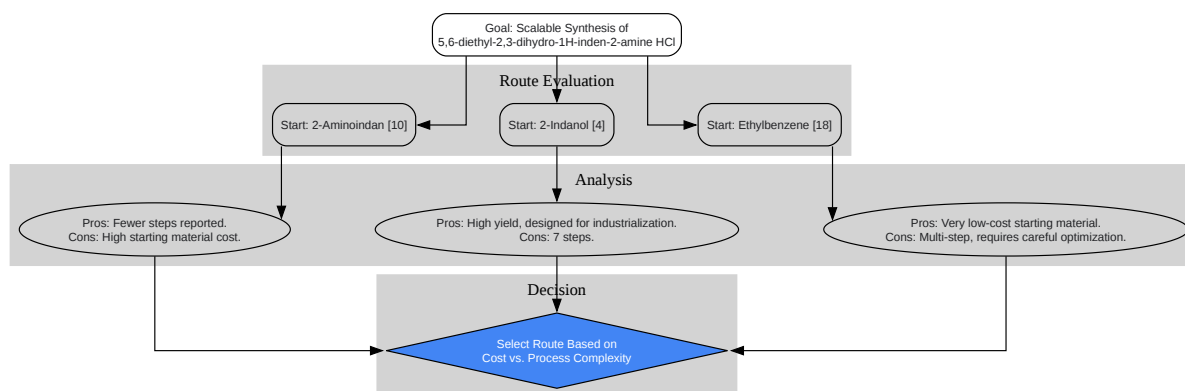 Goal: Scalable Synthesis of
5,6-diethyl-2,3-dihydro-1H-inden-2-amine HCl
Route Evaluation
Start: 2-Aminoindan [10]
Start: 2-Indanol [4]
Start: Ethylbenzene [18]
Analysis
Pros: Fewer steps reported.
Cons: High starting material cost.
Pros: High yield, designed for industrialization.
Cons: 7 steps.
Pros: Very low-cost starting material.
Cons: Multi-step, requires careful optimization.
Decision
Select Route Based on
Cost vs. Process Complexity